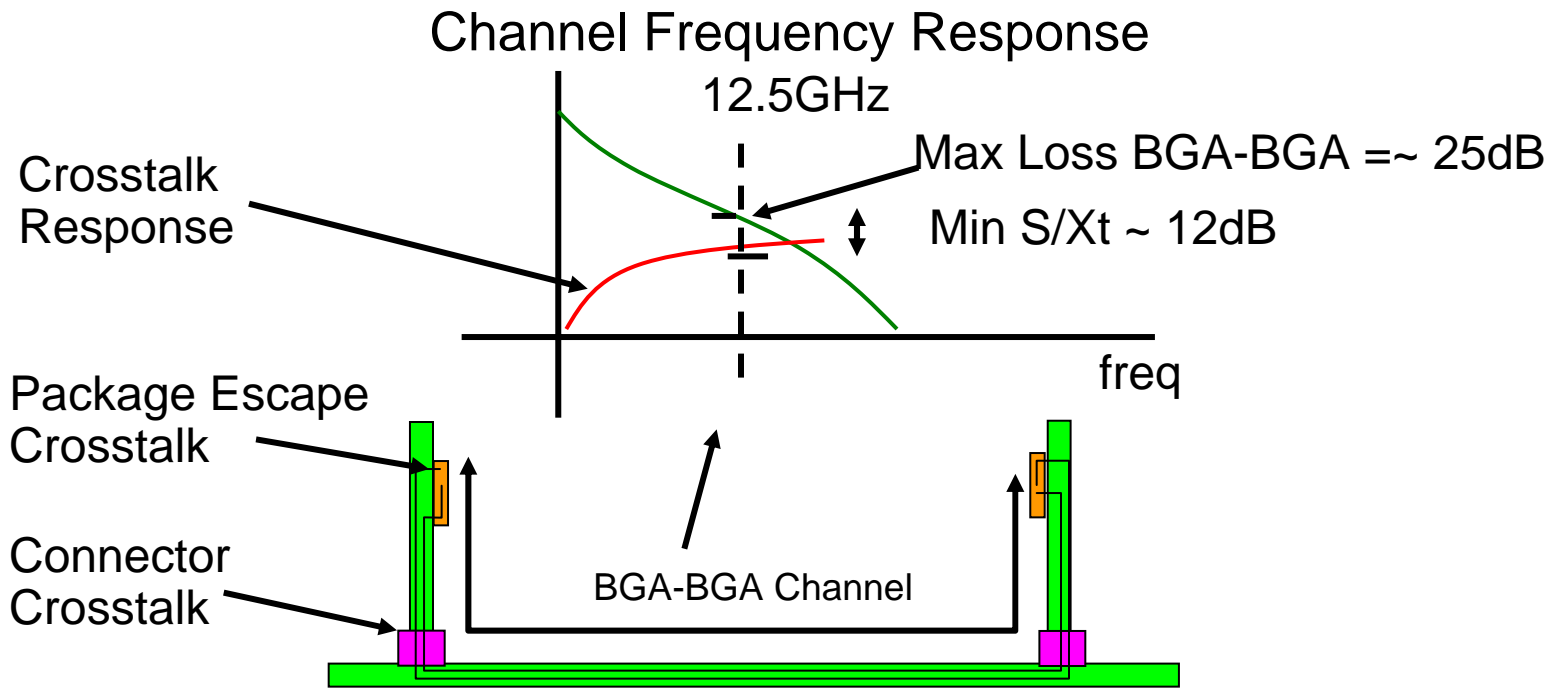 Channel Frequency Response
12.5GHz
Max Loss BGA-BGA =~ 25dB
Crosstalk
Response
Min S/Xt ~ 12dB
freq
Package Escape
Crosstalk
Connector
Crosstalk
BGA-BGA Channel